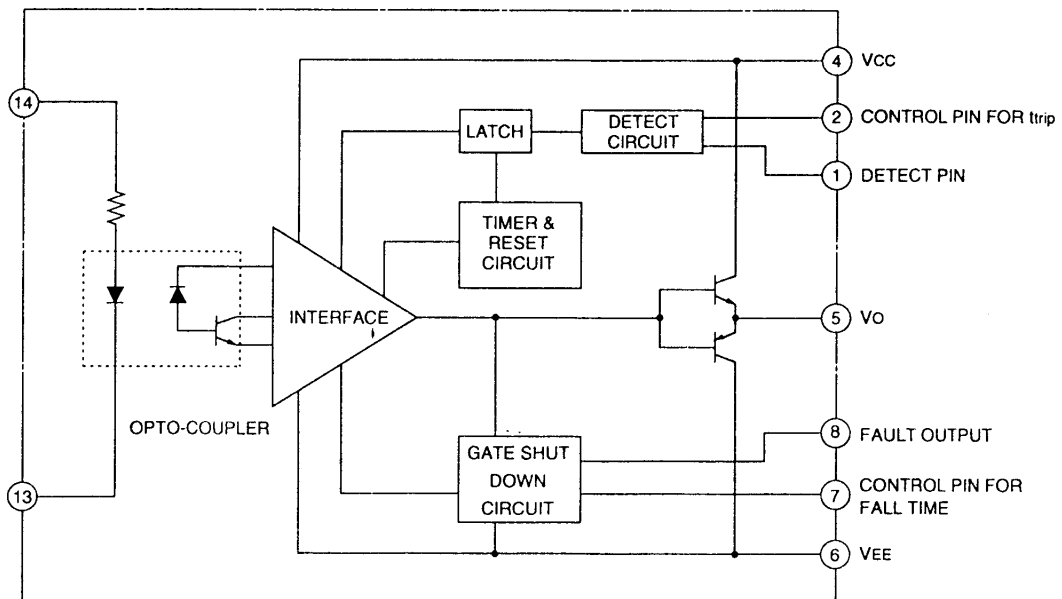 4 VCC
14
2 CONTROL PIN FOR ttrip
LATCH
DETECT
CIRCUIT
1 DETECT PIN
TIMER &
RESET
CIRCUIT
INTERFACE
5 VO
OPTO-COUPLER
8 FAULT OUTPUT
GATE SHUT
DOWN
CIRCUIT
13
7 CONTROL PIN FOR
FALL TIME
6 VEE